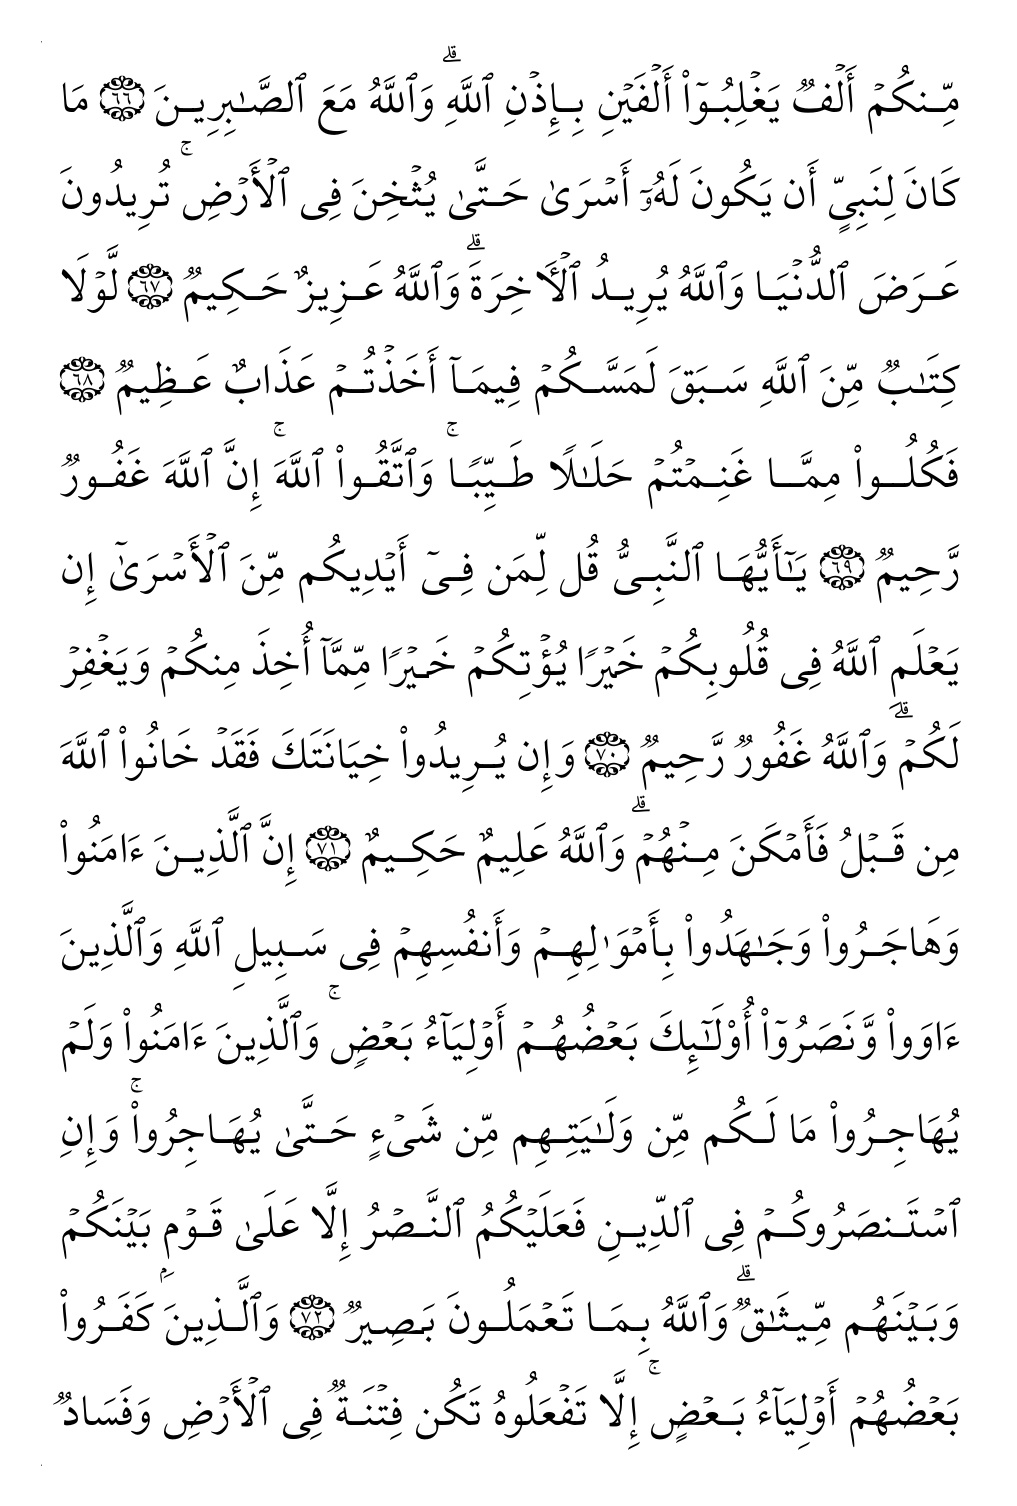 مِّنكُمۡ أَلۡفٞ يَغۡلِبُوٓاْ أَلۡفَيۡنِ بِإِذۡنِ ٱللَّهِۗ وَٱللَّهُ مَعَ ٱلصَّٰبِرِينَ ٦٦ مَا
كَانَ لِنَبِيٍّ أَن يَكُونَ لَهُۥٓ أَسۡرَىٰ حَتَّىٰ يُثۡخِنَ فِى ٱلۡأَرۡضِۚ تُرِيدُونَ
عَرَضَ ٱلدُّنۡيَا وَٱللَّهُ يُرِيدُ ٱلۡأٓخِرَةَۗ وَٱللَّهُ عَزِيزٌ حَكِيمٞ ٦٧ لَّوۡلَا
كِتَٰبٞ مِّنَ ٱللَّهِ سَبَقَ لَمَسَّكُمۡ فِيمَآ أَخَذۡتُمۡ عَذَابٌ عَظِيمٞ ٦٨
فَكُلُواْ مِمَّا غَنِمۡتُمۡ حَلَٰلٗا طَيِّبٗاۚ وَٱتَّقُواْ ٱللَّهَۚ إِنَّ ٱللَّهَ غَفُورٞ
رَّحِيمٞ ٦٩ يَٰٓأَيُّهَا ٱلنَّبِىُّ قُل لِّمَن فِىٓ أَيۡدِيكُم مِّنَ ٱلۡأَسۡرَىٰٓ إِن
يَعۡلَمِ ٱللَّهُ فِى قُلُوبِكُمۡ خَيۡرٗا يُؤۡتِكُمۡ خَيۡرٗا مِّمَّآ أُخِذَ مِنكُمۡ وَيَغۡفِرۡ
لَكُمۡۗ وَٱللَّهُ غَفُورٞ رَّحِيمٞ ٧٠ وَإِن يُرِيدُواْ خِيَانَتَكَ فَقَدۡ خَانُواْ ٱللَّهَ
مِن قَبۡلُ فَأَمۡكَنَ مِنۡهُمۡۗ وَٱللَّهُ عَلِيمٌ حَكِيمٌ ٧١ إِنَّ ٱلَّذِينَ ءَامَنُواْ
وَهَاجَرُواْ وَجَٰهَدُواْ بِأَمۡوَٰلِهِمۡ وَأَنفُسِهِمۡ فِى سَبِيلِ ٱللَّهِ وَٱلَّذِينَ
ءَاوَواْ وَّنَصَرُوٓاْ أُوْلَٰٓئِكَ بَعۡضُهُمۡ أَوۡلِيَآءُ بَعۡضٖۚ وَٱلَّذِينَ ءَامَنُواْ وَلَمۡ
يُهَاجِرُواْ مَا لَكُم مِّن وَلَٰيَتِهِم مِّن شَىۡءٍ حَتَّىٰ يُهَاجِرُواْۚ وَإِنِ
ٱسۡتَنصَرُوكُمۡ فِى ٱلدِّينِ فَعَلَيۡكُمُ ٱلنَّصۡرُ إِلَّا عَلَىٰ قَوۡمِۭ بَيۡنَكُمۡ
وَبَيۡنَهُم مِّيثَٰقٞۗ وَٱللَّهُ بِمَا تَعۡمَلُونَ بَصِيرٞ ٧٢ وَٱلَّذِينَ كَفَرُواْ
بَعۡضُهُمۡ أَوۡلِيَآءُ بَعۡضٍۚ إِلَّا تَفۡعَلُوهُ تَكُن فِتۡنَةٞ فِى ٱلۡأَرۡضِ وَفَسَادٞ